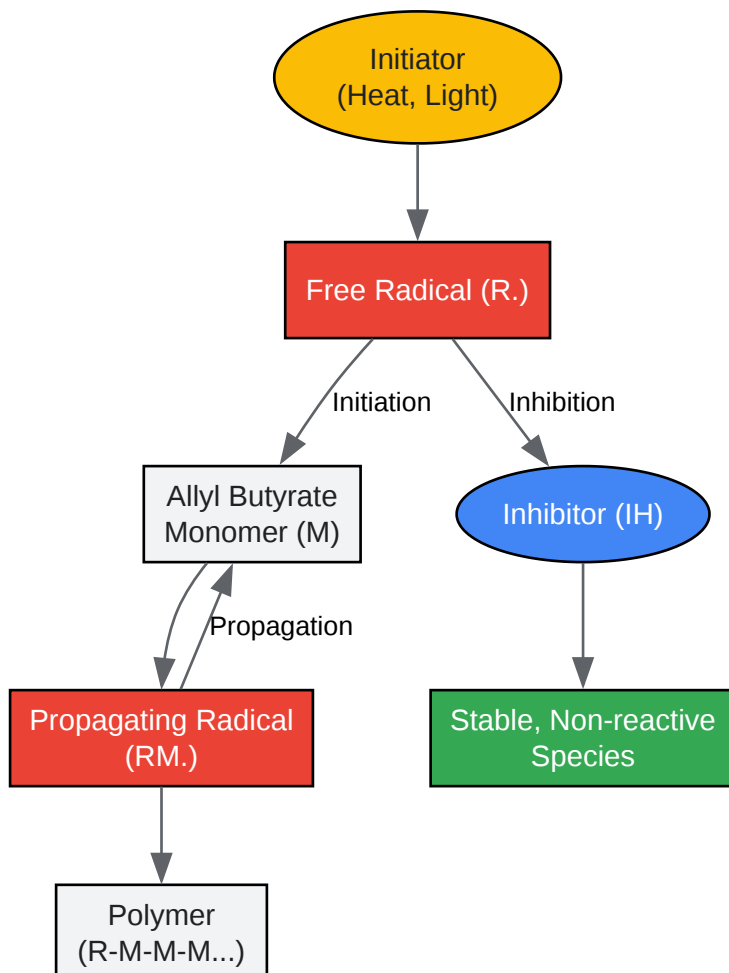 Initiator
(Heat, Light)
Free Radical (R.)
Initiation
Inhibition
Allyl Butyrate
Monomer (M)
Inhibitor (IH)
Propagation
Propagating Radical
(RM.)
Stable, Non-reactive
Species
Polymer
(R-M-M-M...)